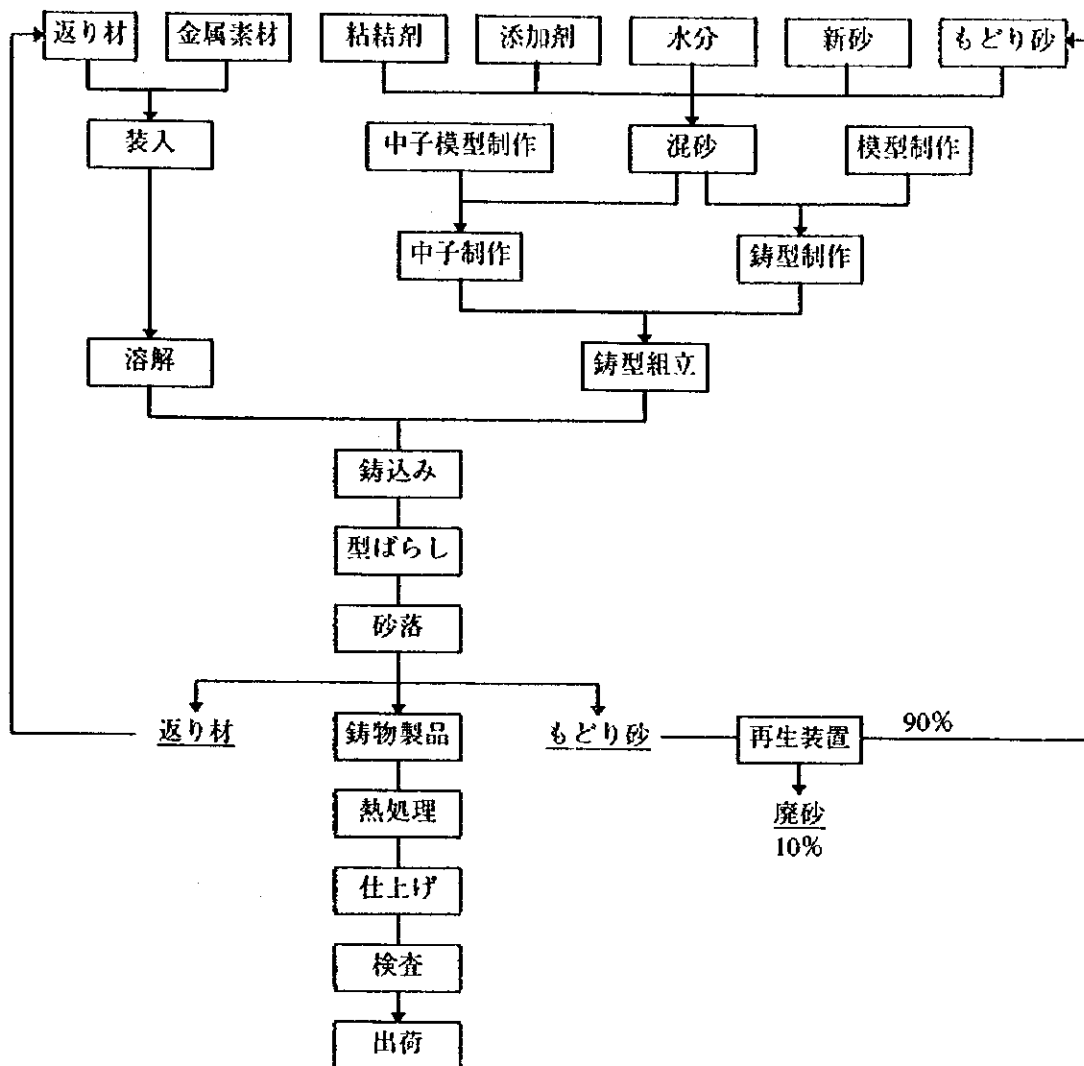 返り材
金属素材
粘結剤
添加剤
水分
新砂
もどり砂
装入
中子模型制作
混砂
模型制作
中子制作
鋳型制作
溶解
鋳型組立
鋳込み
型ばらし
砂落
返り材
鋳物製品
もどり砂
再生装置
90%
熱処理
廃砂
10%
仕上げ
検査
出荷